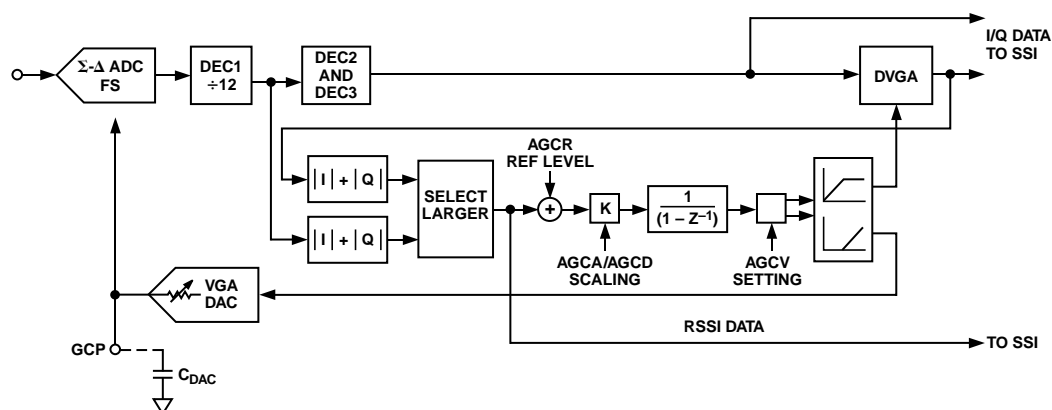 Σ-Δ ADC
FS
DEC1
÷12
DEC2
AND
DEC3
DVGA
I/Q DATA
TO SSI
|I| + |Q|
|I| + |Q|
SELECT
LARGER
AGCR
REF LEVEL
+
K
AGCA/AGCD
SCALING
1
(1 – Z–1)
AGCV
SETTING
VGA
DAC
GCP
CDAC
RSSI DATA
TO SSI